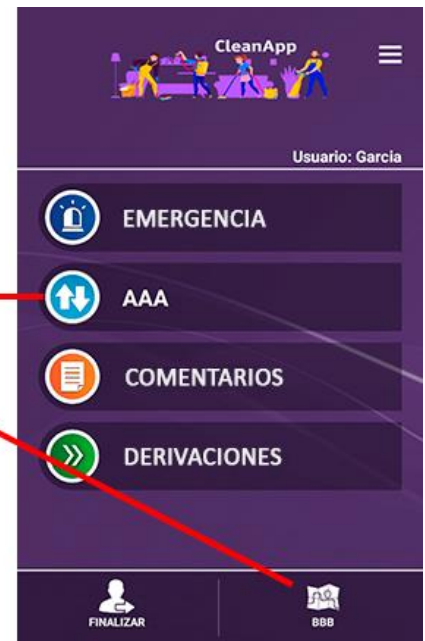 CleanApp
Usuario: Garcia
EMERGENCIA
AAA
COMENTARIOS
DERIVACIONES
FINALIZAR
BBB